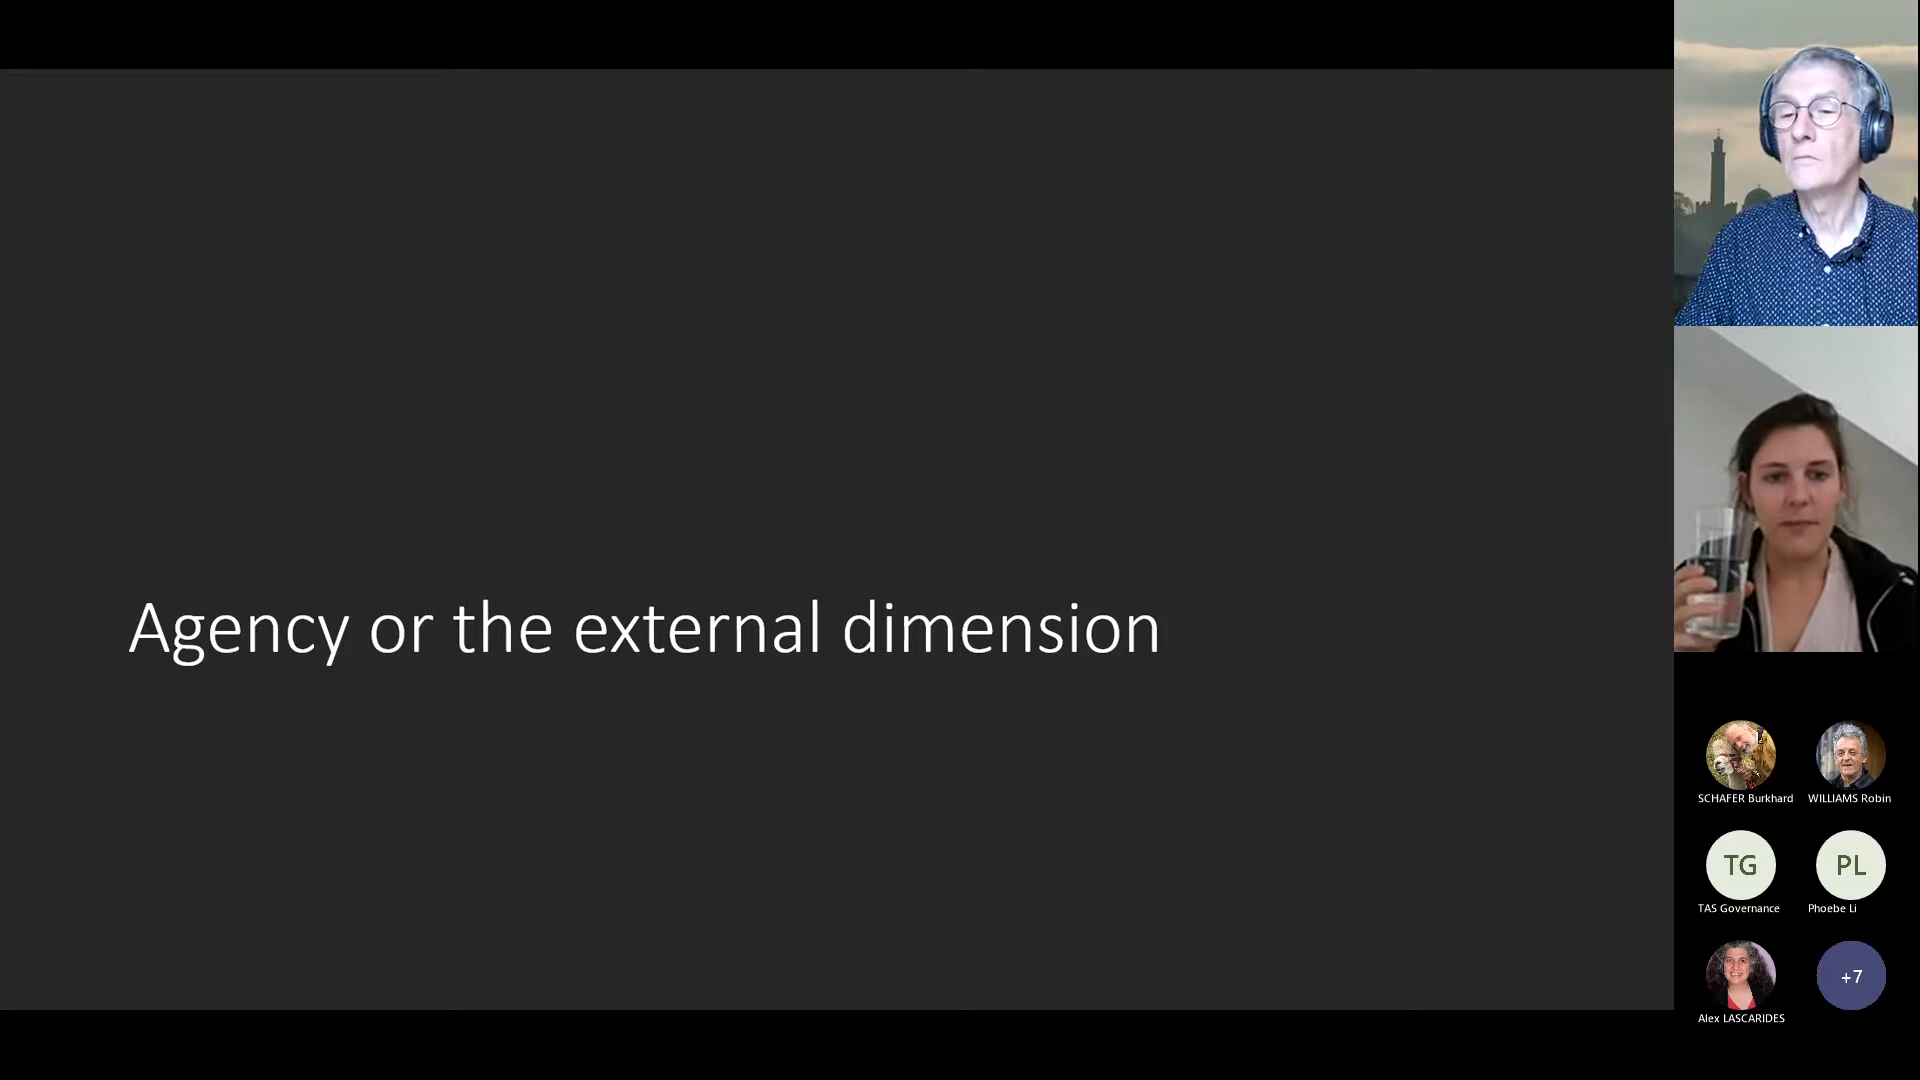 Agency or the external dimension
SCHAFER Burkhard
WILLIAMS Robin
TG
PL
TAS Governance
Phoebe Li
+7
Alex LASCARIDES